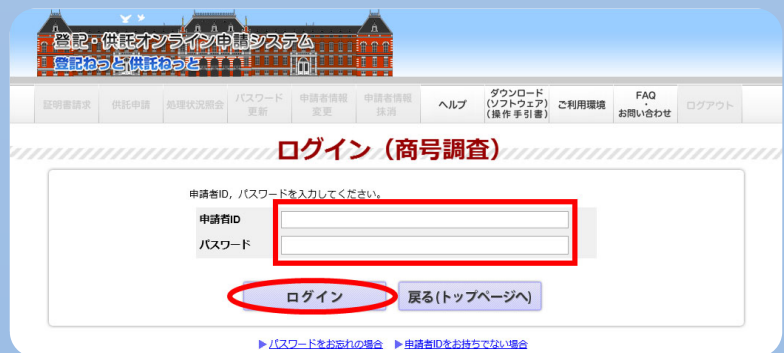 登記・供託オンライン申請システム
登記ねっと 供託ねっと
証明書請求 供託申請 処理状況照会 パスワード更新 申請者情報変更 申請者情報抹消 ヘルプ ダウンロード(ソフトウェア)(操作手引書) ご利用環境 FAQ・お問い合わせ ログアウト
ログイン（商号調査）
申請者ID，パスワードを入力してください。
申請者ID
パスワード
ログイン 戻る(トップページへ)
▶パスワードをお忘れの場合 ▶申請者IDをお持ちでない場合